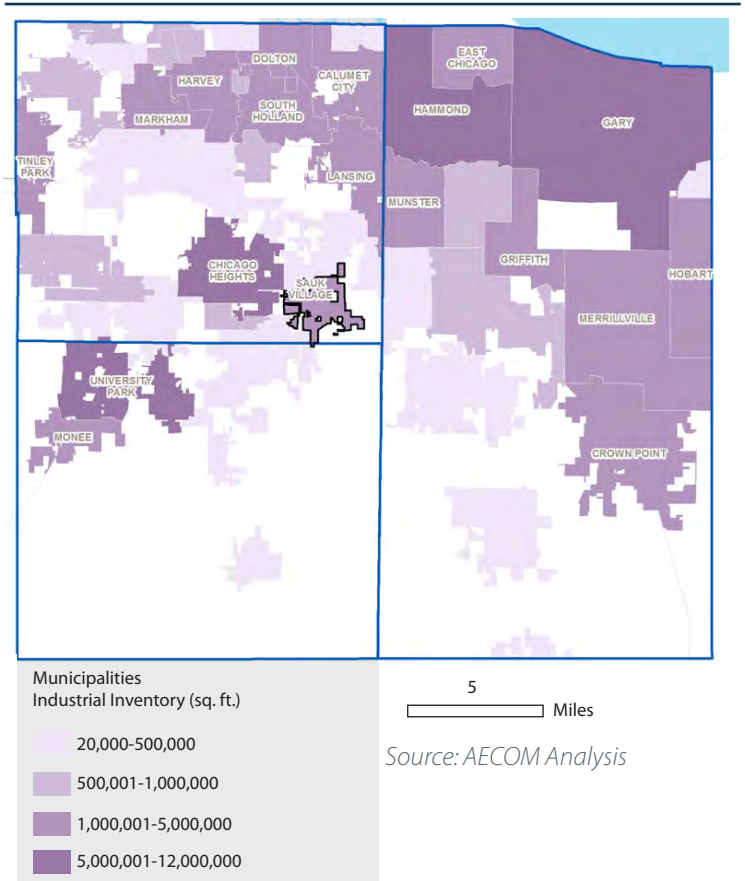 DOLTON
EAST
CHICAGO
HARVEY
CALUMET
CITY
SOUTH
HOLLAND
HAMMOND
MARKHAM
GARY
TINLEY
PARK
LANSING
MUNSTER
CHICAGO
HEIGHTS
GRIFFITH
HOBART
SAUK
VILLAGE
MERRILLVILLE
UNIVERSITY
PARK
MONEE
CROWN POINT
Municipalities
Industrial Inventory (sq. ft.)
20,000-500,000
500,001-1,000,000
1,000,001-5,000,000
5,000,001-12,000,000
5
Miles
Source: AECOM Analysis